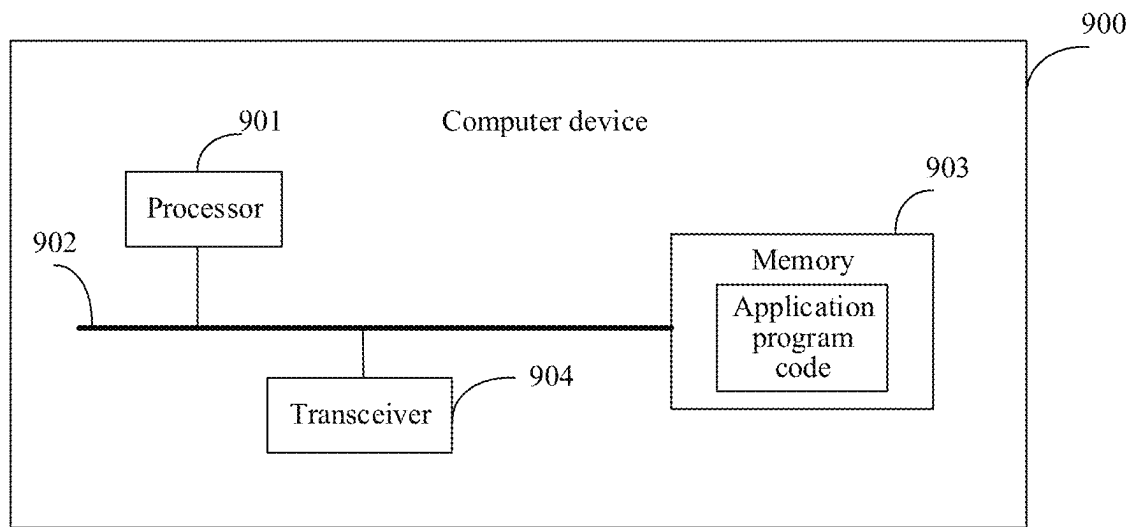 900
Computer device
901
Processor
903
902
Memory
Application
program
code
904
Transceiver